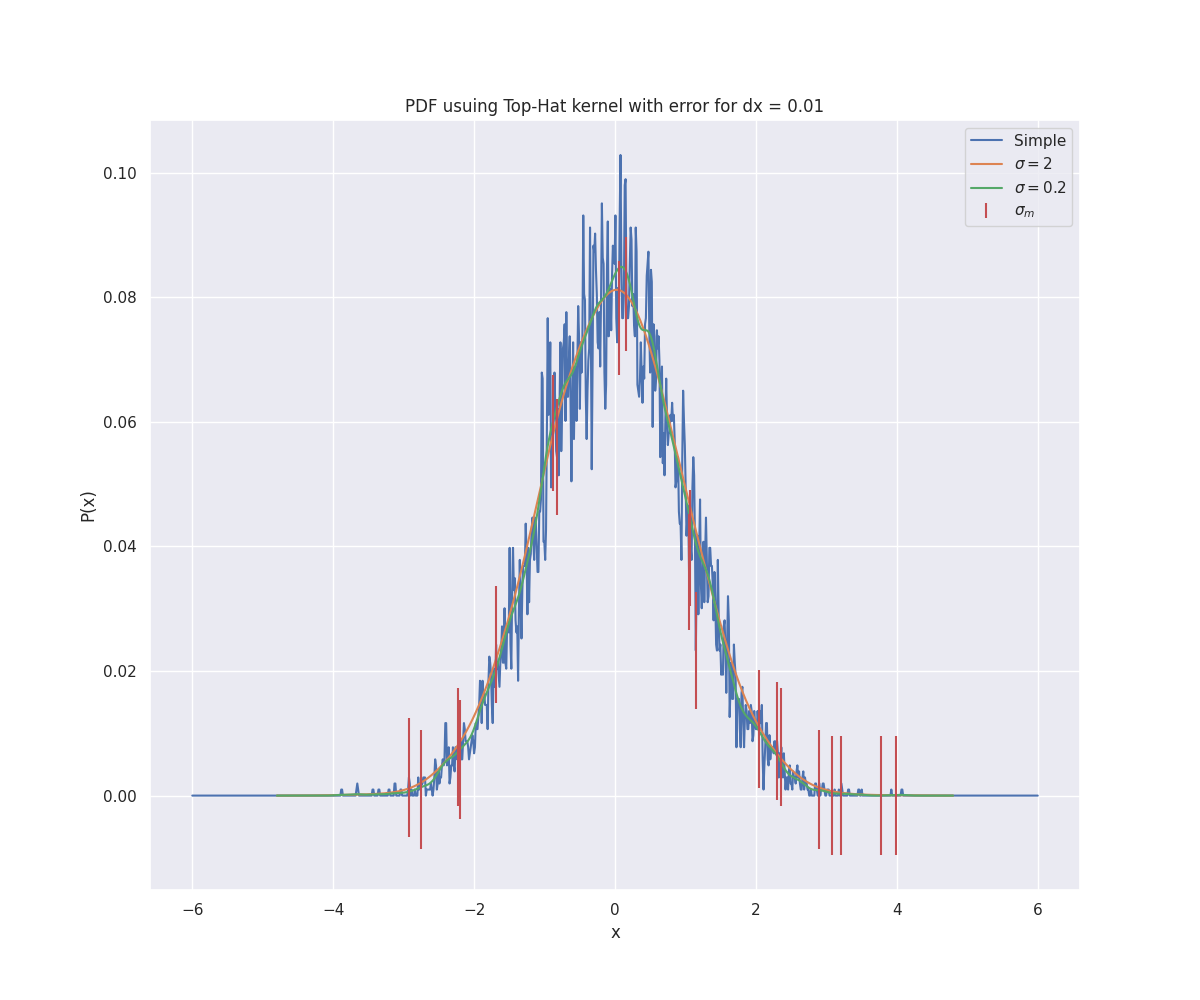 PDF usuing Top-Hat kernel with error for dx = 0.01
Simple
σ = 2
σ = 0.2
σm
0.10
0.08
0.06
0.04
0.02
0.00
P(x)
−6
−4
−2
0
2
4
6
x